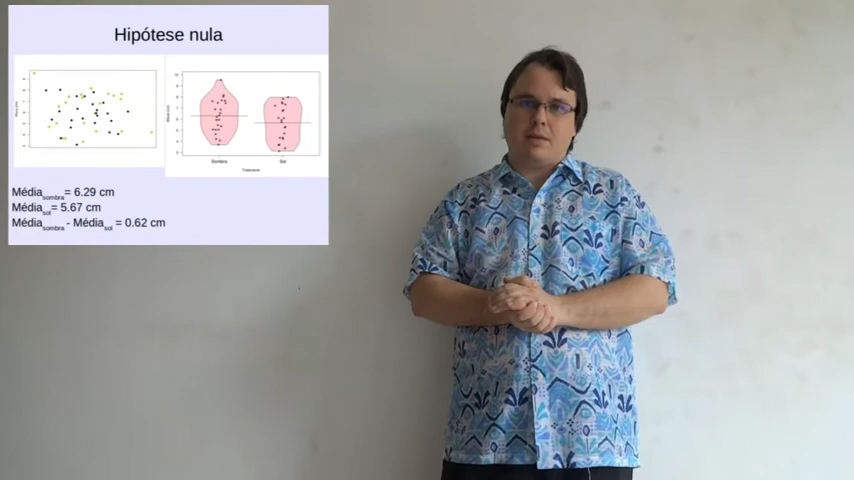 Hipótese nula
Sombra
Sol
Tratamento
Média sombra = 6.29 cm
Média sol = 5.67 cm
Média sombra - Média sol = 0.62 cm